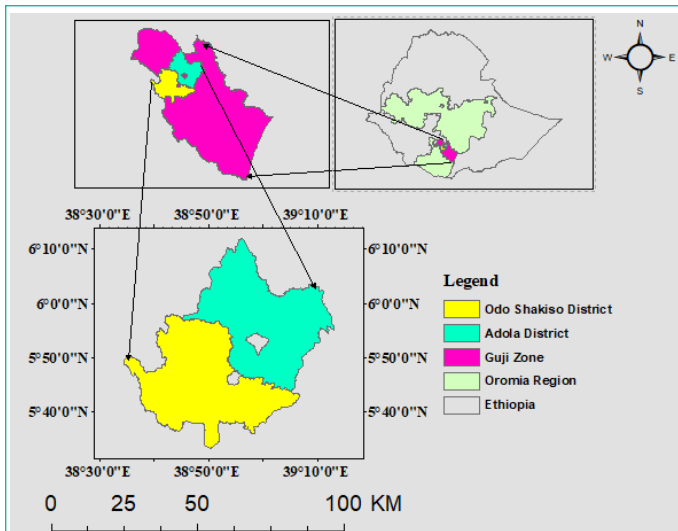 N
W E
S
38°30'0"E 38°50'0"E 39°10'0"E
6°10'0"N 6°10'0"N
6°0'0"N 6°0'0"N
5°50'0"N 5°50'0"N
5°40'0"N 5°40'0"N
38°30'0"E 38°50'0"E 39°10'0"E
Legend
Odo Shakiso District
Adola District
Guji Zone
Oromia Region
Ethiopia
0 25 50 100 KM